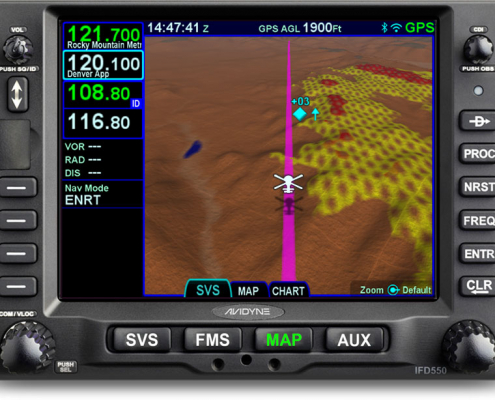 VOL
PUSH SQ/ID
121.700
Rocky Mountain Metr
120.100
Denver App
108.80 ID
116.80
VOR ---
RAD ---
DIS ---
Nav Mode
ENRT
14:47:41 Z
GPS AGL 1900Ft
GPS
+03
SVS MAP CHART
Zoom Default
CDI
PUSH OBS
D
PROC
NRST
FREQ
ENTR
CLR
COM/VLOC
PUSH SEL
AVIDYNE
SVS FMS MAP AUX
IFD550